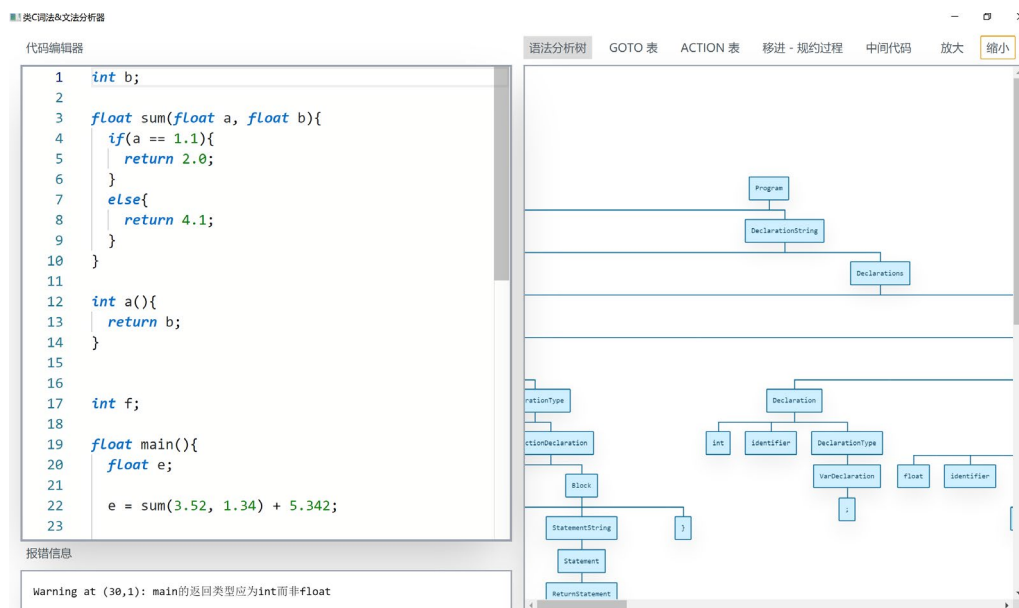 类C词法&文法分析器
代码编辑器
语法分析树 GOTO 表 ACTION 表 移进 - 规约过程 中间代码 放大 缩小
1 int b;
2
3 float sum(float a, float b){
4 if(a == 1.1){
5 return 2.0;
6 }
7 else{
8 return 4.1;
9 }
10 }
11
12 int a(){
13 return b;
14 }
15
16
17 int f;
18
19 float main(){
20 float e;
21
22 e = sum(3.52, 1.34) + 5.342;
23
报错信息
Warning at (30,1): main的返回类型应为int而非float
Program
DeclarationString
Declarations
rationType
Declaration
ctionDeclaration
int
identifier
DeclarationType
Block
VarDeclaration
float
identifier
;
StatementString
}
Statement
ReturnStatement